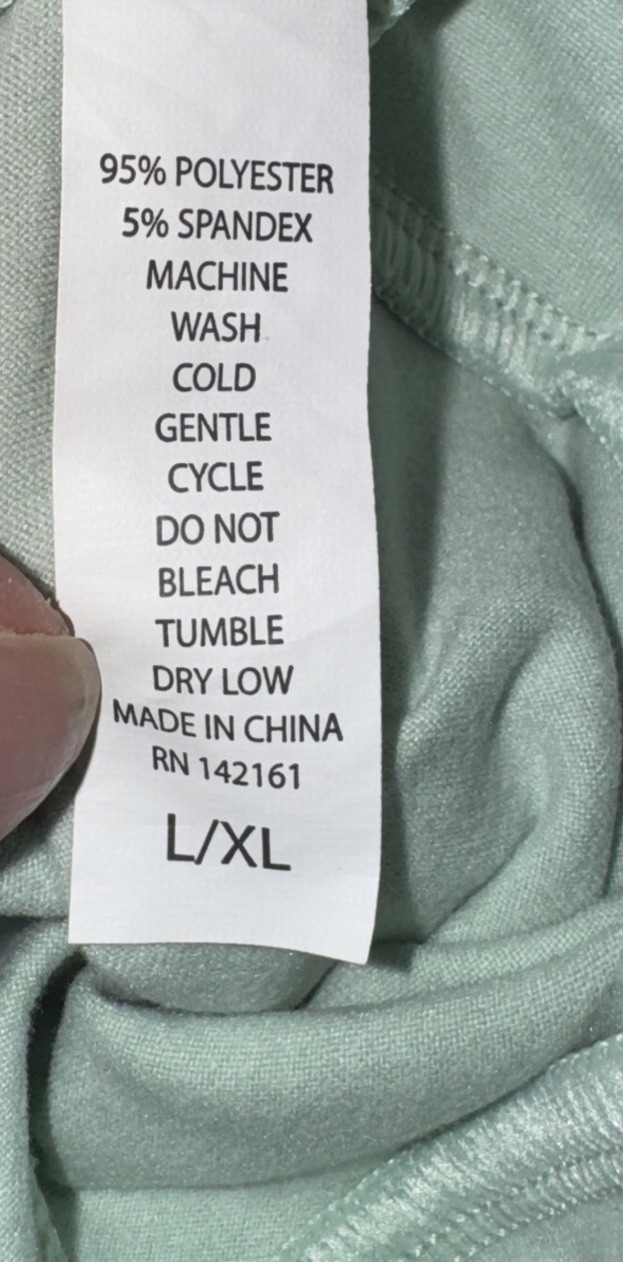 95% POLYESTER
5% SPANDEX
MACHINE
WASH
COLD
GENTLE
CYCLE
DO NOT
BLEACH
TUMBLE
DRY LOW
MADE IN CHINA
RN 142161
L/XL